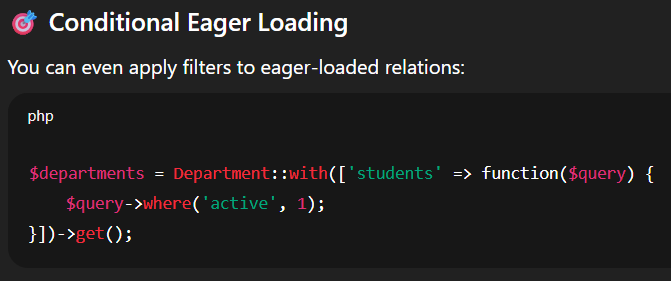 🎯 Conditional Eager Loading
You can even apply filters to eager-loaded relations:
php
$departments = Department::with(['students' => function($query) {
    $query->where('active', 1);
}])->get();